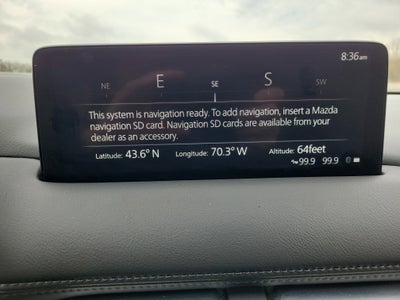 8:36am
NE E SE S SW
This system is navigation ready. To add navigation, insert a Mazda
navigation SD card. Navigation SD cards are available from your
dealer as an accessory.
Latitude: 43.6° N Longitude: 70.3° W Altitude: 64feet
99.9 99.9